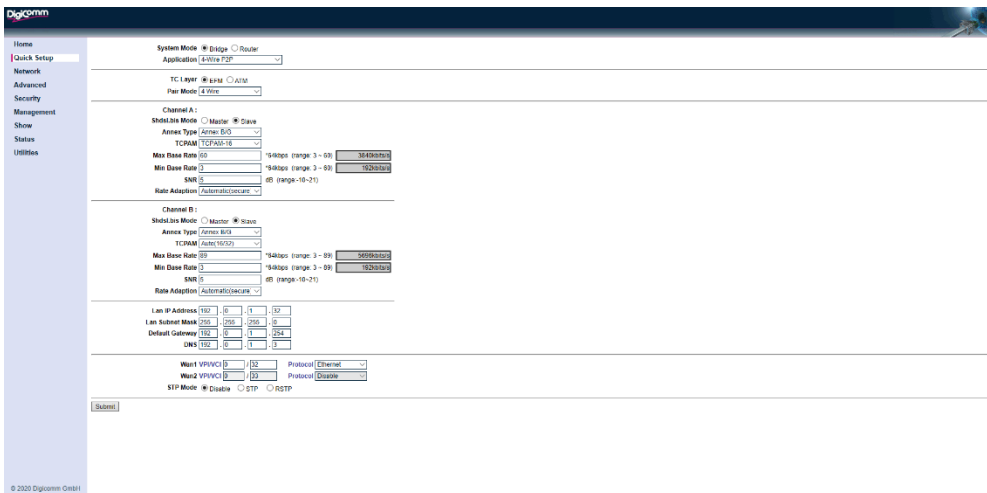 Digicomm
Home
Quick Setup
Network
Advanced
Security
Management
Show
Status
Utilities
System Mode Bridge Router
Application 4-Wire P2P
TC Layer EFM ATM
Pair Mode 4 Wire
Channel A :
Shdsl.bis Mode Master Slave
Annex Type Annex B/G
TCPAM TCPAM-16
Max Base Rate 60 *64kbps (range: 3 ~ 60) 3840kbits/s
Min Base Rate 3 *64kbps (range: 3 ~ 60) 192kbits/s
SNR 5 dB (range:-10~21)
Rate Adaption Automatic(secure
Channel B :
Shdsl.bis Mode Master Slave
Annex Type Annex B/G
TCPAM Auto(16/32)
Max Base Rate 89 *64kbps (range: 3 ~ 89) 5696kbits/s
Min Base Rate 3 *64kbps (range: 3 ~ 89) 192kbits/s
SNR 5 dB (range:-10~21)
Rate Adaption Automatic(secure
Lan IP Address 192 . 0 . 1 . 32
Lan Subnet Mask 255 . 255 . 255 . 0
Default Gateway 192 . 0 . 1 . 254
DNS 192 . 0 . 1 . 3
Wan1 VPI/VCI 0 / 32 Protocol Ethernet
Wan2 VPI/VCI 0 / 33 Protocol Disable
STP Mode Disable STP RSTP
Submit
© 2020 Digicomm GmbH